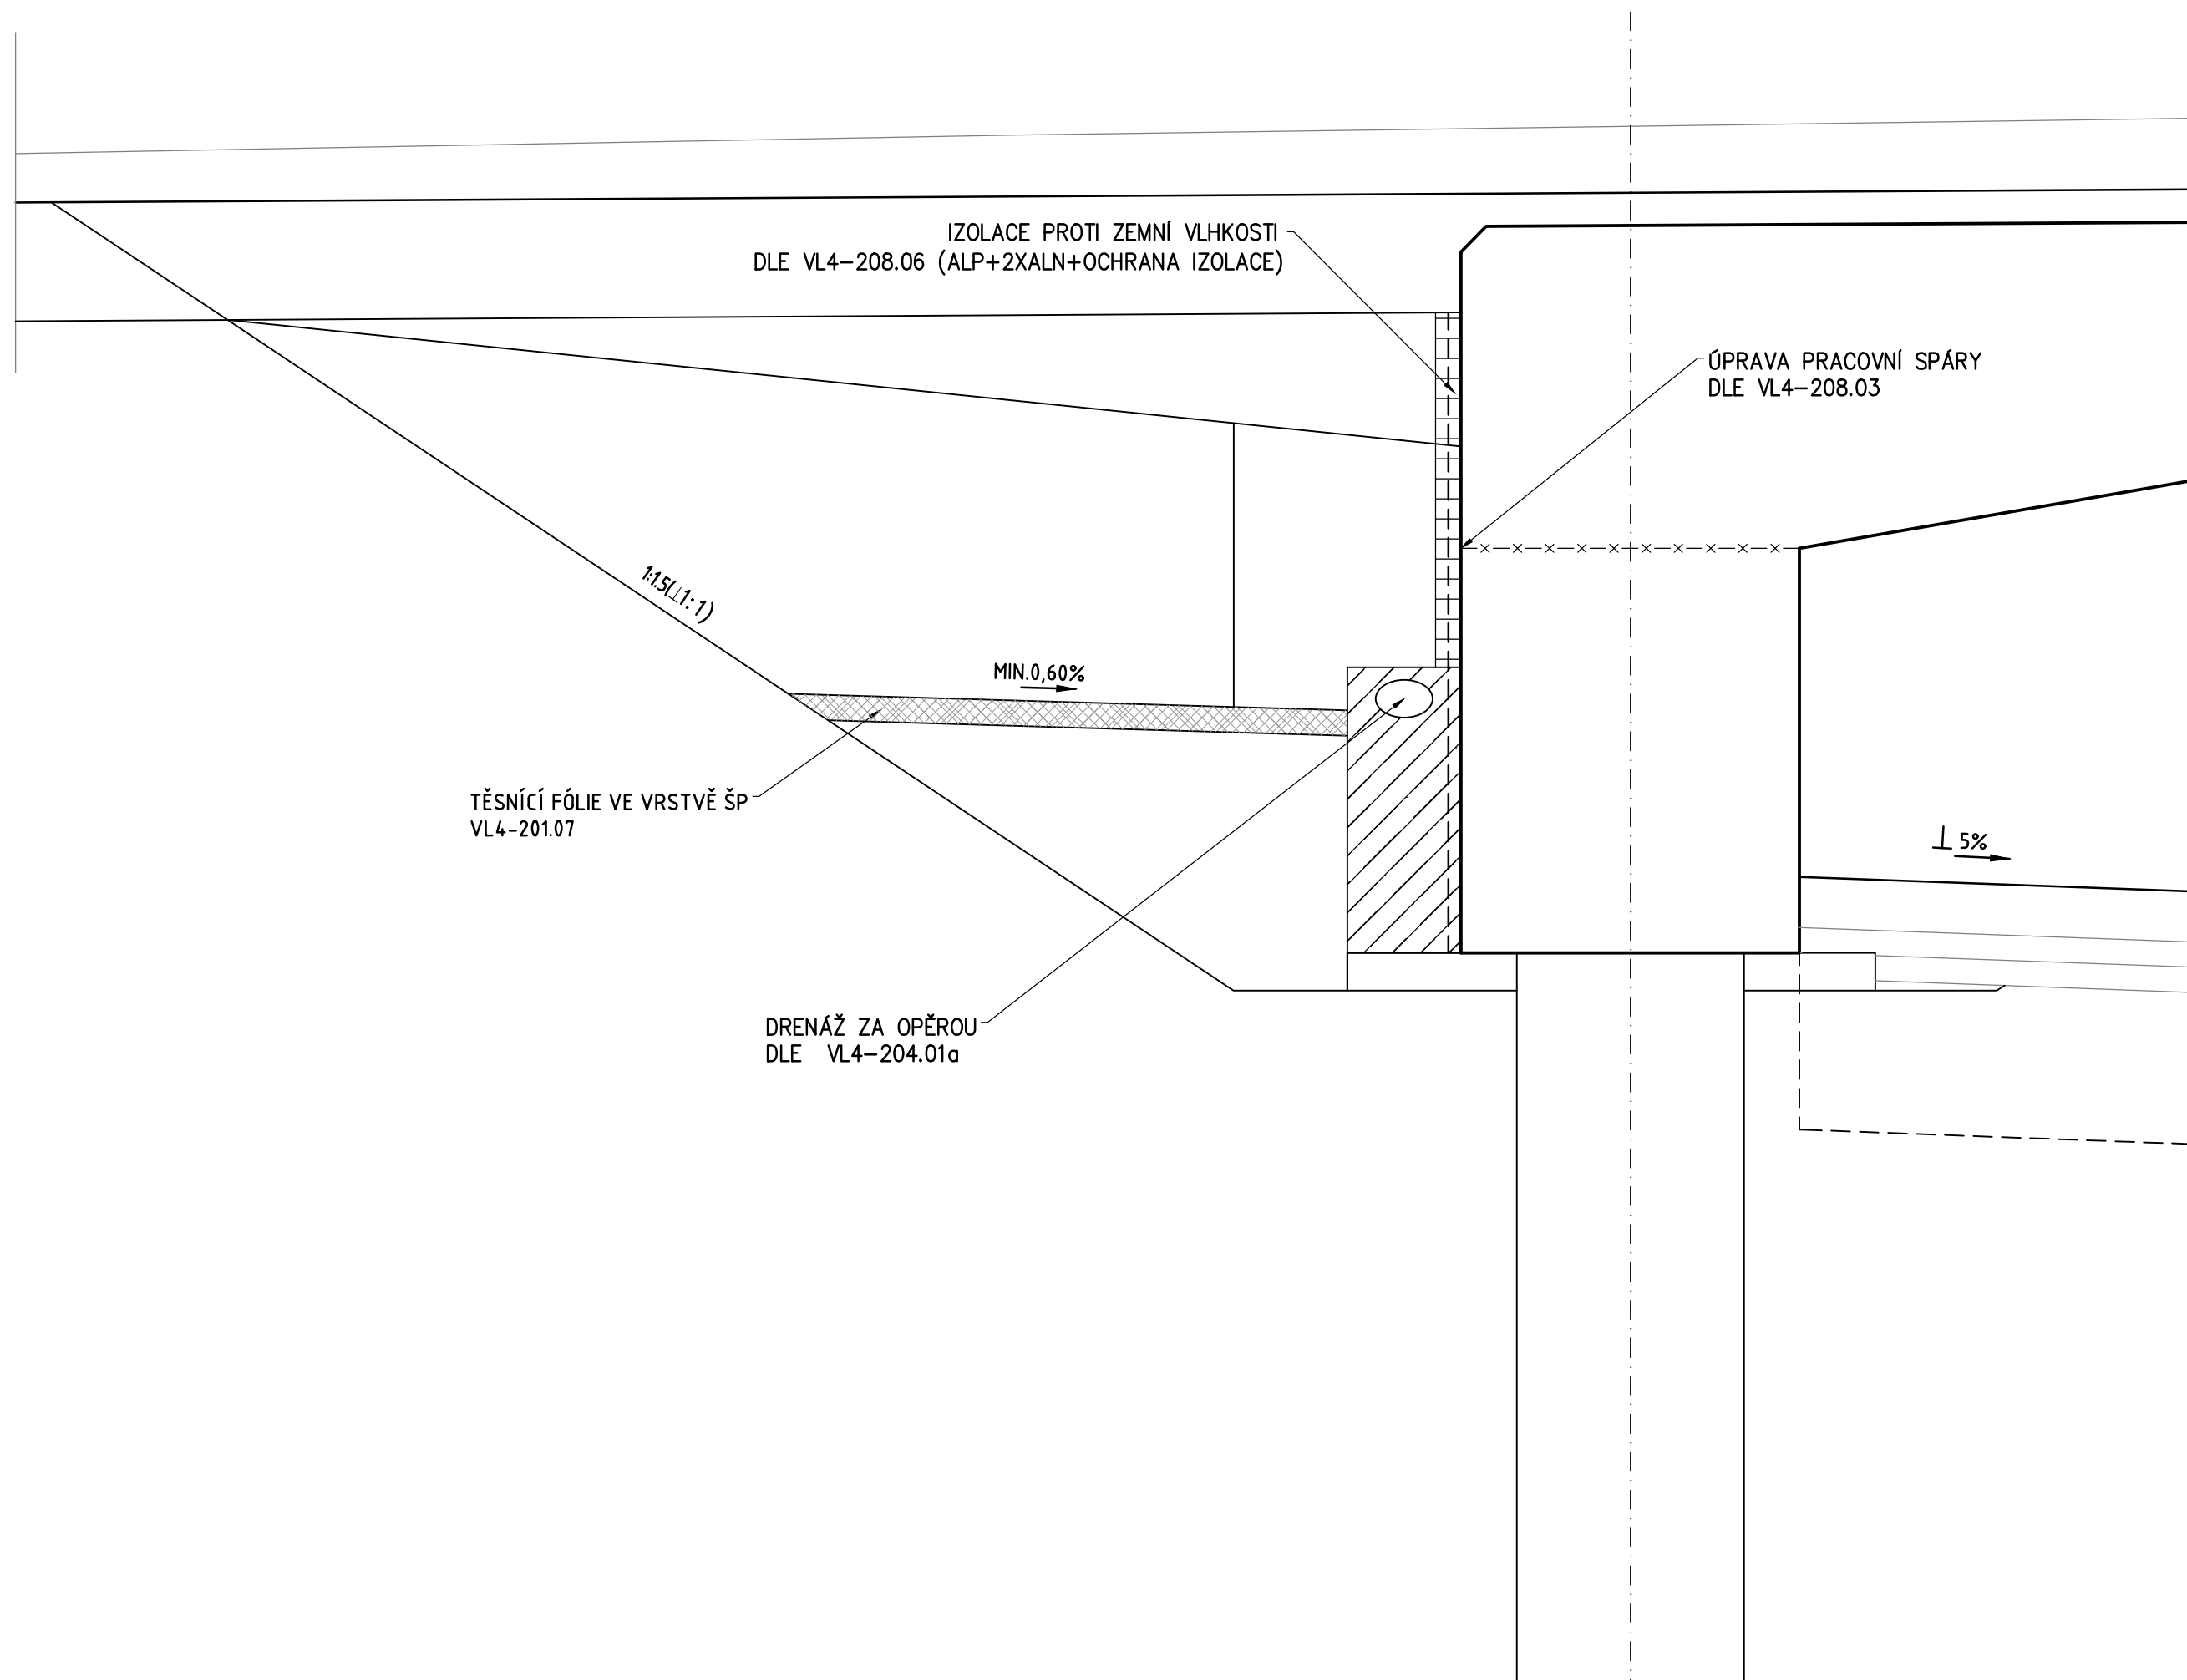 IZOLACE PROTI ZEMNÍ VLHKOSTI
DLE VL4-208.06 (ALP+2XALN+OCHRANA IZOLACE)
ÚPRAVA PRACOVNÍ SPÁRY
DLE VL4-208.03
1:1.5(⊥1:1)
MIN.0,60%
TĚSNÍCÍ FÓLIE VE VRSTVĚ ŠP
VL4-201.07
⊥ 5%
DRENÁŽ ZA OPĚROU
DLE VL4-204.01a